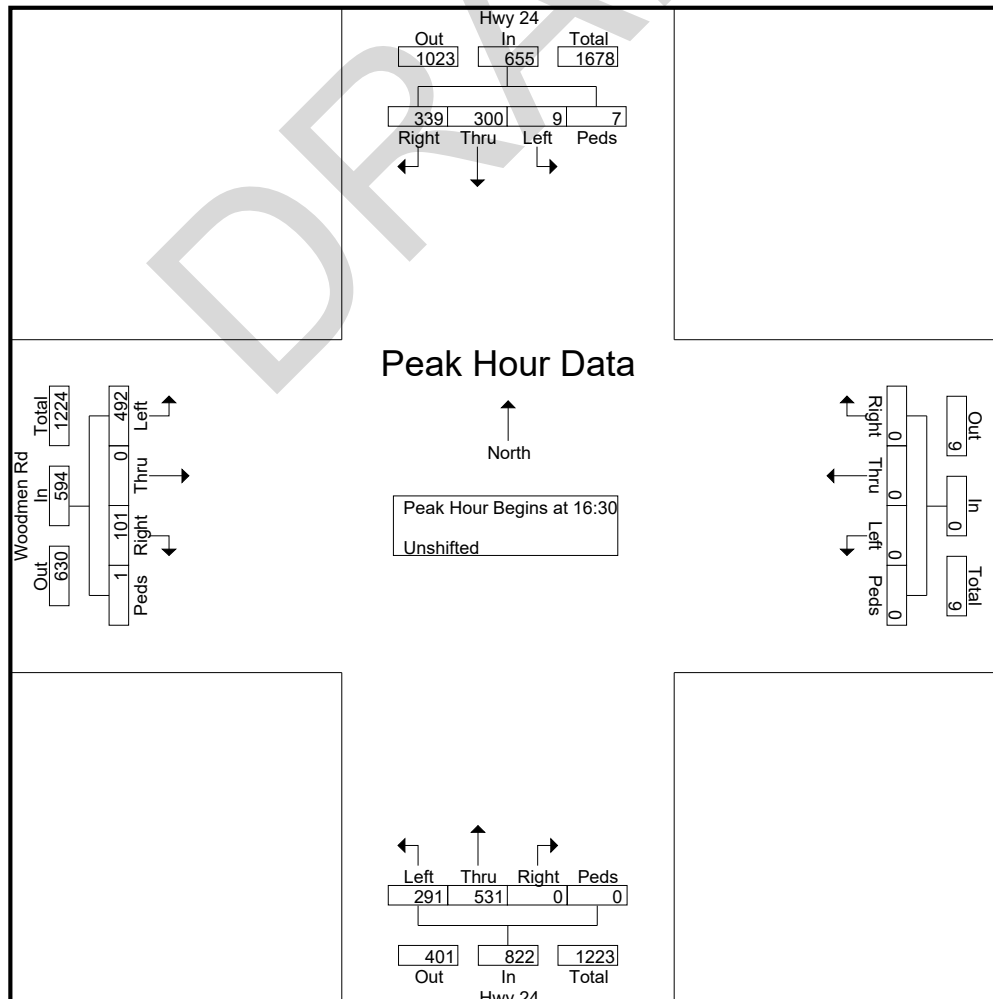 DRA
Hwy 24
Out In Total
1023 655 1678
339 300 9 7
Right Thru Left Peds
Peak Hour Data
North
Peak Hour Begins at 16:30
Unshifted
Woodmen Rd
Out In Total
630 594 1224
1 101 0 492
Peds Right Thru Left
Right Thru Left Peds
0 0 0 0
Out In Total
9 0 9
Left Thru Right Peds
291 531 0 0
401 822 1223
Out In Total
Hwy 24